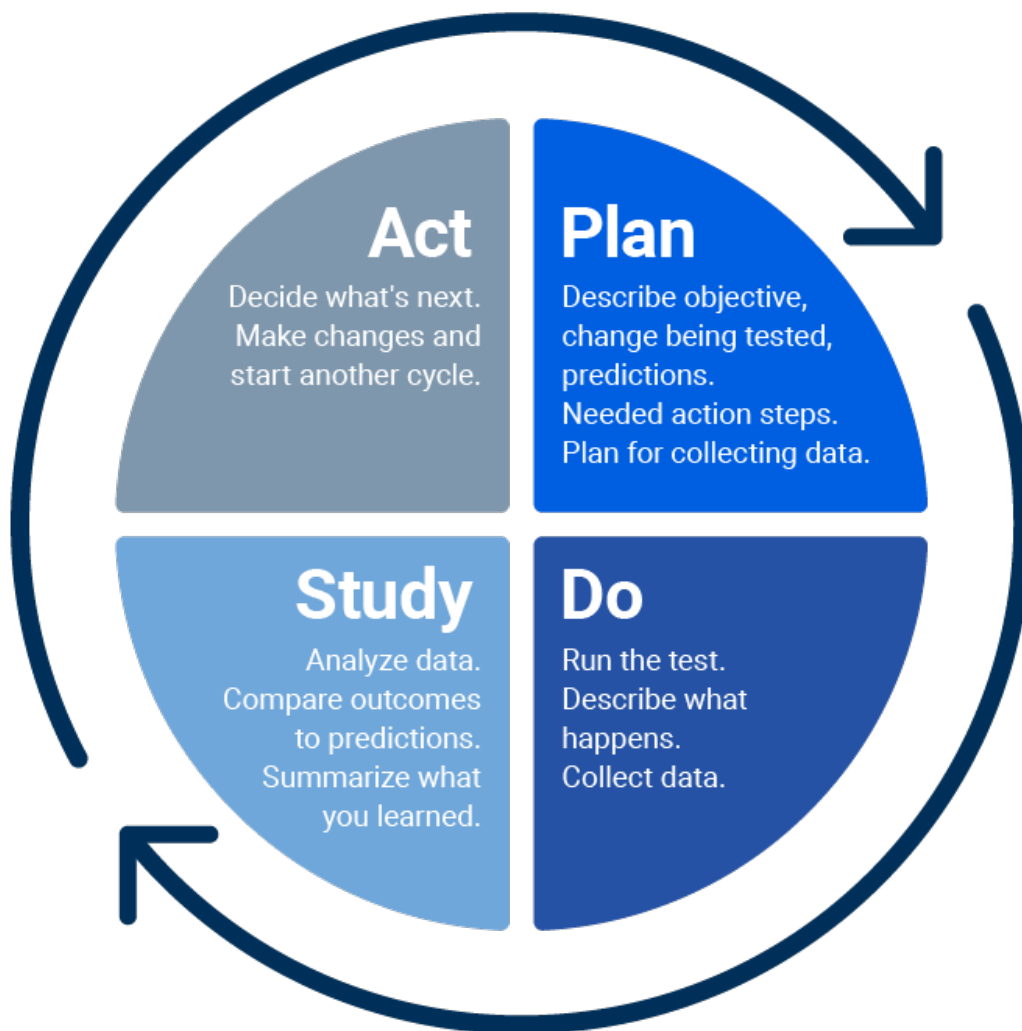 Act
Decide what's next.
Make changes and
start another cycle.
Plan
Describe objective,
change being tested,
predictions.
Needed action steps.
Plan for collecting data.
Study
Analyze data.
Compare outcomes
to predictions.
Summarize what
you learned.
Do
Run the test.
Describe what
happens.
Collect data.